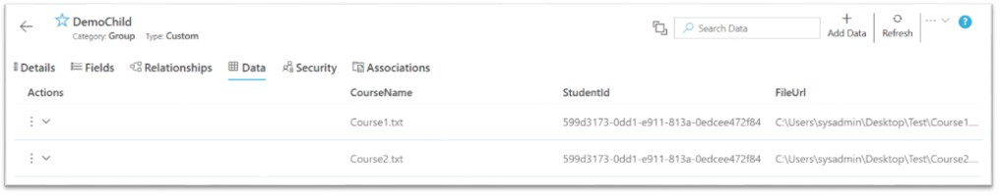 DemoChild
Category: Group Type: Custom
Search Data
Add Data
Refresh
?
Details Fields Relationships Data Security Associations
Actions CourseName StudentId FileUrl
Course1.txt 599d3173-0dd1-e911-813a-0edcee472f84 C:\Users\sysadmin\Desktop\Test\Course1....
Course2.txt 599d3173-0dd1-e911-813a-0edcee472f84 C:\Users\sysadmin\Desktop\Test\Course2....